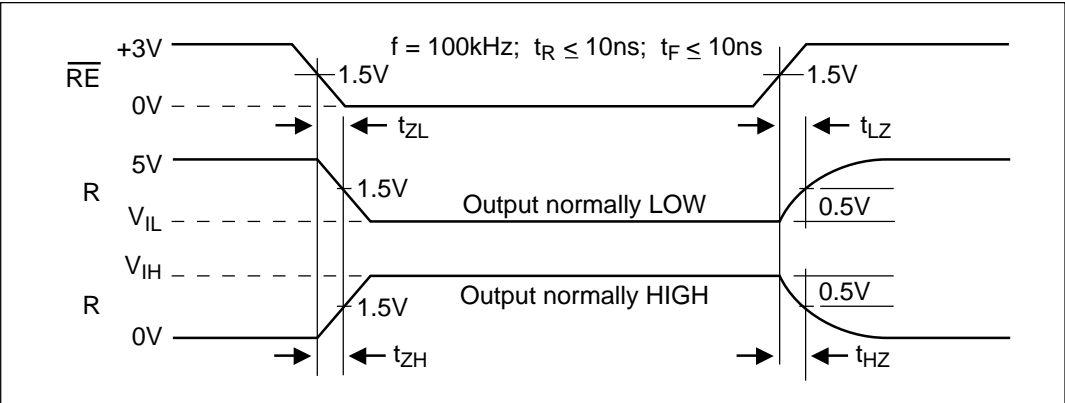 +3V
f = 100kHz; tR ≤ 10ns; tF ≤ 10ns
RE
1.5V
1.5V
0V
tZL
tLZ
5V
R
1.5V
VIL
Output normally LOW
0.5V
VIH
R
1.5V
Output normally HIGH
0.5V
0V
tZH
tHZ